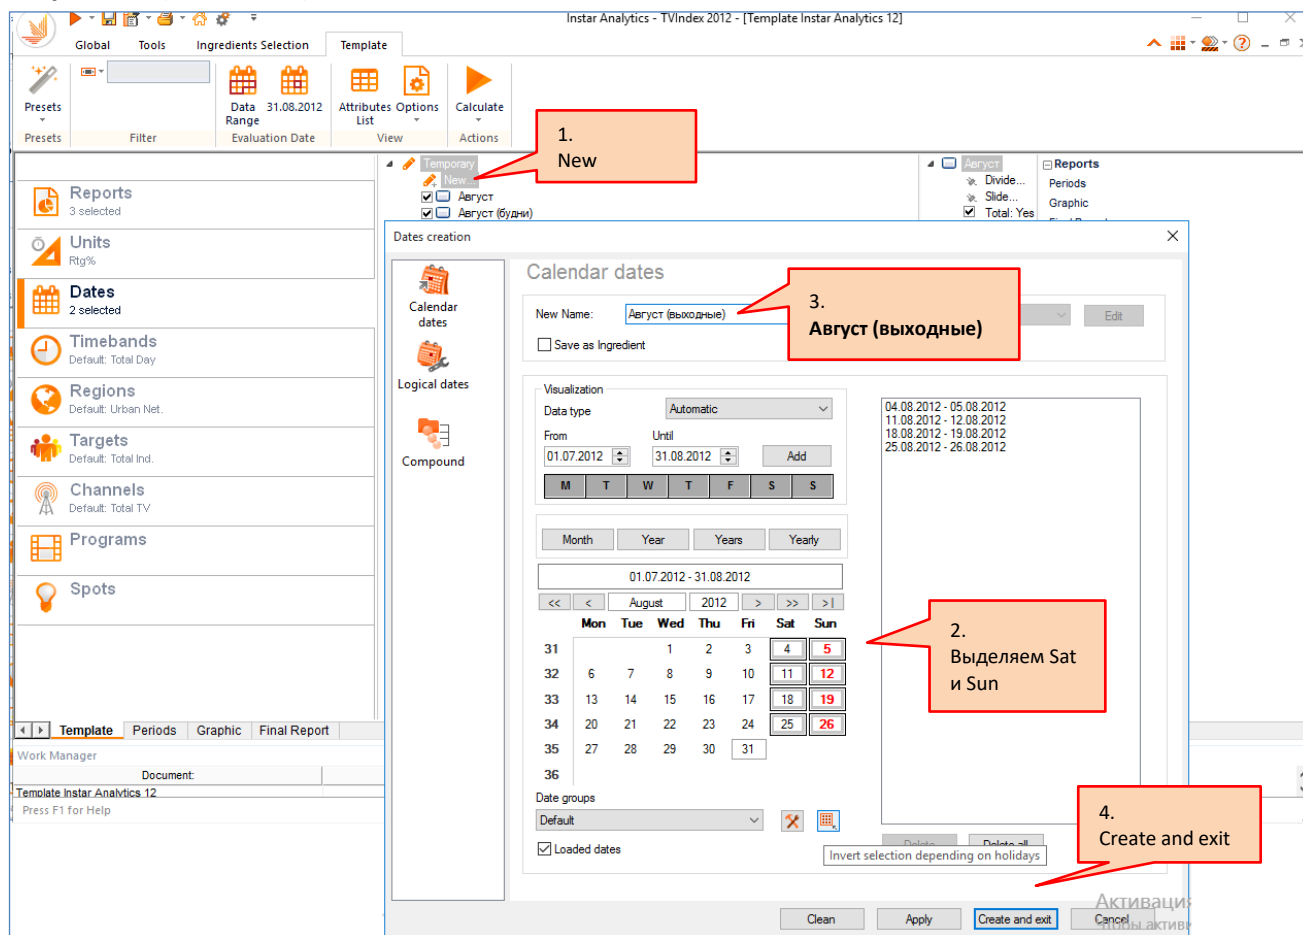 Instar Analytics - TVIndex 2012 - [Template Instar Analytics 12]
Global Tools Ingredients Selection Template
Presets
Data Range
31.08.2012
Attributes List
Options
Calculate
Presets Filter Evaluation Date View Actions
1.
New
Temporary
New...
Август
Август (будни)
Август
Divide...
Slide...
Total: Yes
Reports
Periods
Graphic
Reports
3 selected
Units
Rtg%
Dates
2 selected
Timebands
Default: Total Day
Regions
Default: Urban Net.
Targets
Default: Total Ind.
Channels
Default: Total TV
Programs
Spots
Template Periods Graphic Final Report
Work Manager
Document:
Template Instar Analytics 12
Press F1 for Help
Dates creation
Calendar dates
Logical dates
Compound
Calendar dates
New Name: Август (выходные)
Edit
Save as Ingredient
3.
Август (выходные)
Visualization
Data type Automatic
From Until
01.07.2012 31.08.2012 Add
M T W T F S S
Month Year Years Yearly
01.07.2012 - 31.08.2012
<< < August 2012 > >> >|
Mon Tue Wed Thu Fri Sat Sun
31 1 2 3 4 5
32 6 7 8 9 10 11 12
33 13 14 15 16 17 18 19
34 20 21 22 23 24 25 26
35 27 28 29 30 31
36
Date groups
Default
Loaded dates
04.08.2012 - 05.08.2012
11.08.2012 - 12.08.2012
18.08.2012 - 19.08.2012
25.08.2012 - 26.08.2012
2.
Выделяем Sat
и Sun
Delete Delete all
Invert selection depending on holidays
4.
Create and exit
Clean Apply Create and exit Cancel